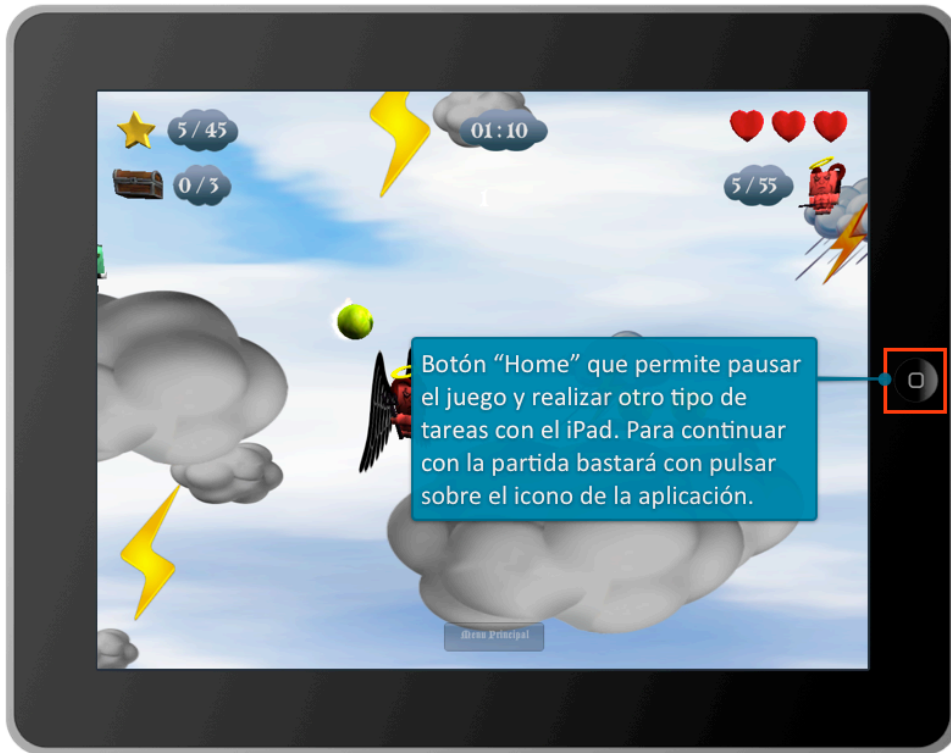 5/45
01:10
0/3
5/55
1
Botón “Home” que permite pausar
el juego y realizar otro tipo de
tareas con el iPad. Para continuar
con la partida bastará con pulsar
sobre el icono de la aplicación.
Menu Principal